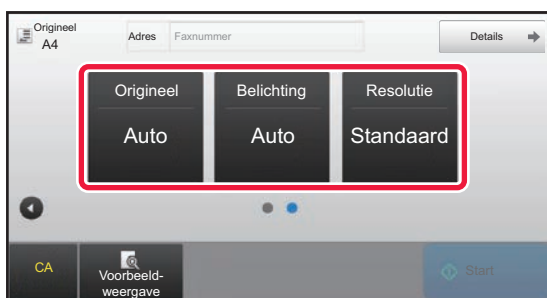 Origineel
A4
Adres
Faxnummer
Details
Origineel
Belichting
Resolutie
Auto
Auto
Standaard
CA
Voorbeeld-
weergave
Start